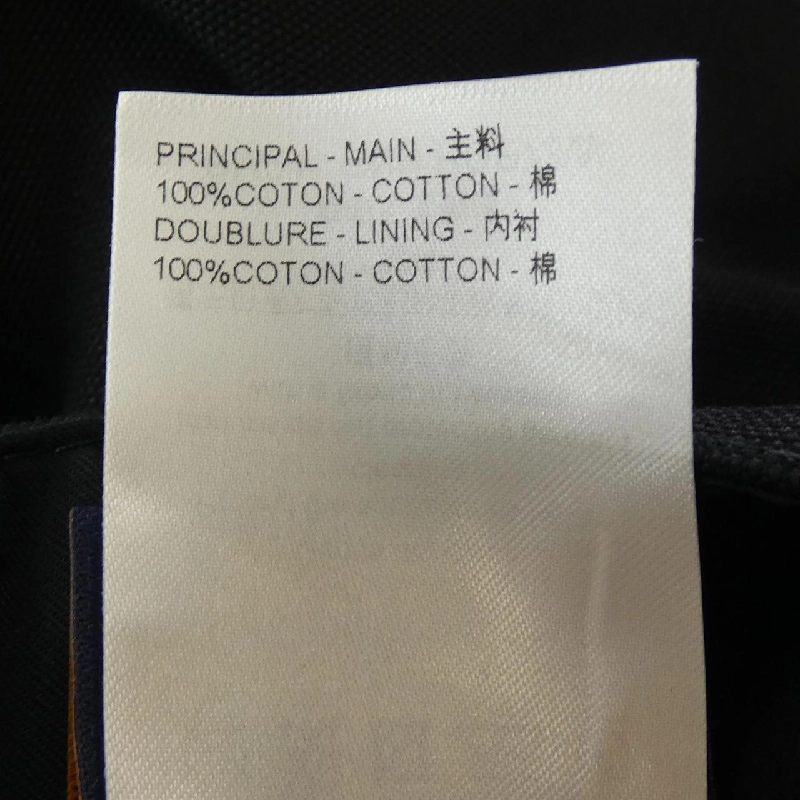 PRINCIPAL - MAIN - 主料
100%COTON - COTTON - 棉
DOUBLURE - LINING - 内衬
100%COTON - COTTON - 棉